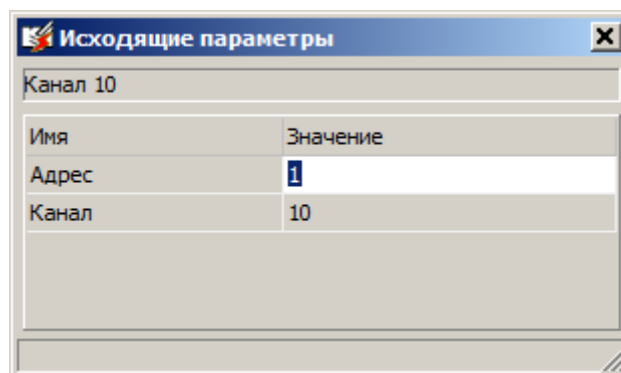 Исходящие параметры
Канал 10
Имя Значение
Адрес 1
Канал 10